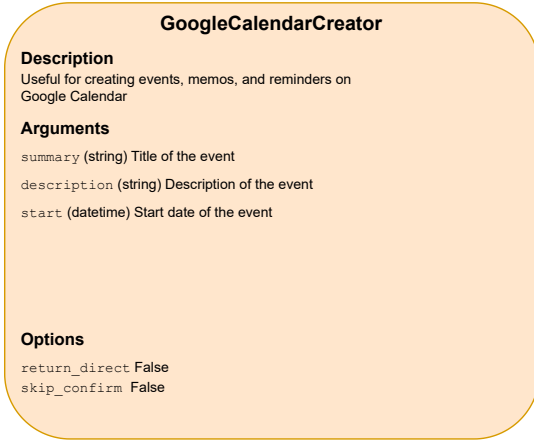 GoogleCalendarCreator
Description
Useful for creating events, memos, and reminders on
Google Calendar
Arguments
summary (string) Title of the event
description (string) Description of the event
start (datetime) Start date of the event
Options
return_direct False
skip_confirm False